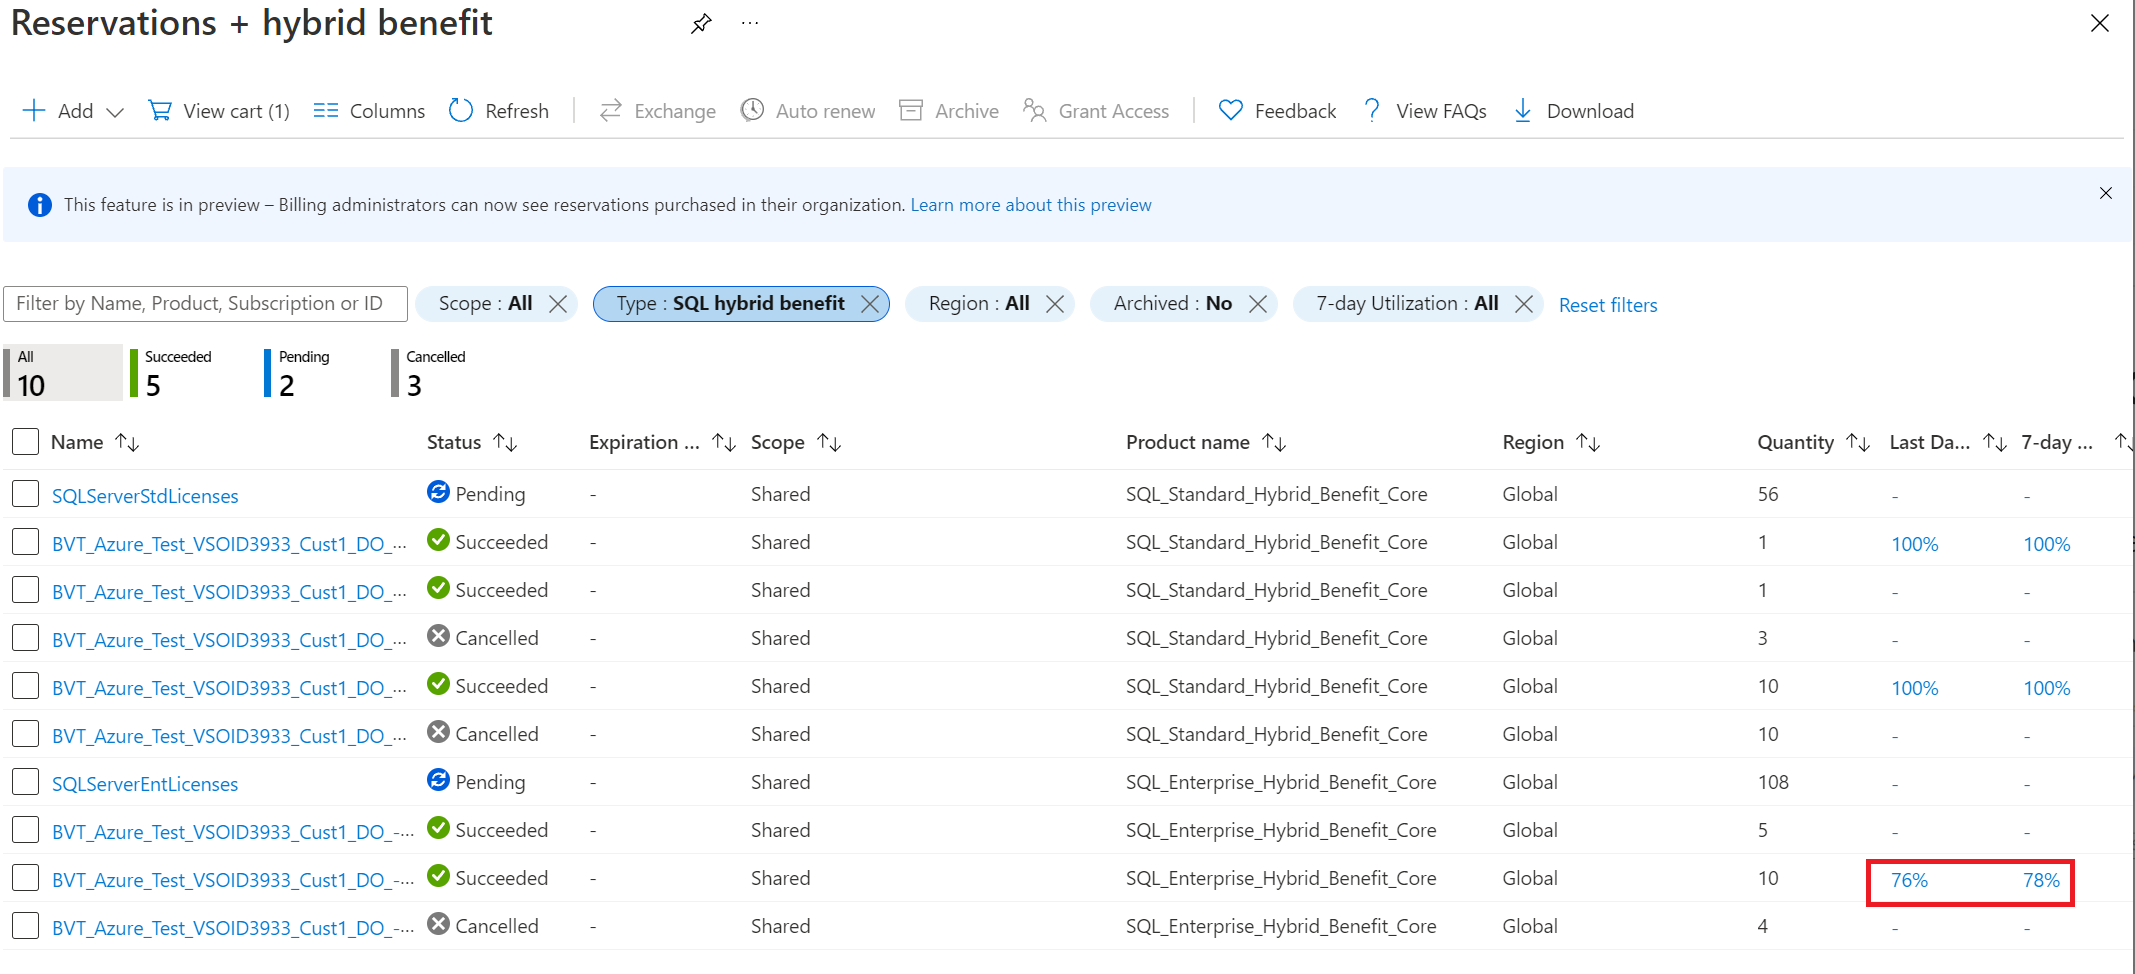 Reservations + hybrid benefit ...
Add View cart (1) Columns Refresh Exchange Auto renew Archive Grant Access Feedback ? View FAQs Download
This feature is in preview – Billing administrators can now see reservations purchased in their organization. Learn more about this preview
Filter by Name, Product, Subscription or ID Scope : All Type : SQL hybrid benefit Region : All Archived : No 7-day Utilization : All Reset filters
All Succeeded Pending Cancelled
10 5 2 3
Name Status Expiration ... Scope Product name Region Quantity Last Da... 7-day ...
SQLServerStdLicenses Pending - Shared SQL_Standard_Hybrid_Benefit_Core Global 56 - -
BVT_Azure_Test_VSOID3933_Cust1_DO_... Succeeded - Shared SQL_Standard_Hybrid_Benefit_Core Global 1 100% 100%
BVT_Azure_Test_VSOID3933_Cust1_DO_... Succeeded - Shared SQL_Standard_Hybrid_Benefit_Core Global 1 - -
BVT_Azure_Test_VSOID3933_Cust1_DO_... Cancelled - Shared SQL_Standard_Hybrid_Benefit_Core Global 3 - -
BVT_Azure_Test_VSOID3933_Cust1_DO_... Succeeded - Shared SQL_Standard_Hybrid_Benefit_Core Global 10 100% 100%
BVT_Azure_Test_VSOID3933_Cust1_DO_... Cancelled - Shared SQL_Standard_Hybrid_Benefit_Core Global 10 - -
SQLServerEntLicenses Pending - Shared SQL_Enterprise_Hybrid_Benefit_Core Global 108 - -
BVT_Azure_Test_VSOID3933_Cust1_DO_-... Succeeded - Shared SQL_Enterprise_Hybrid_Benefit_Core Global 5 - -
BVT_Azure_Test_VSOID3933_Cust1_DO_-... Succeeded - Shared SQL_Enterprise_Hybrid_Benefit_Core Global 10 76% 78%
BVT_Azure_Test_VSOID3933_Cust1_DO_-... Cancelled - Shared SQL_Enterprise_Hybrid_Benefit_Core Global 4 - -